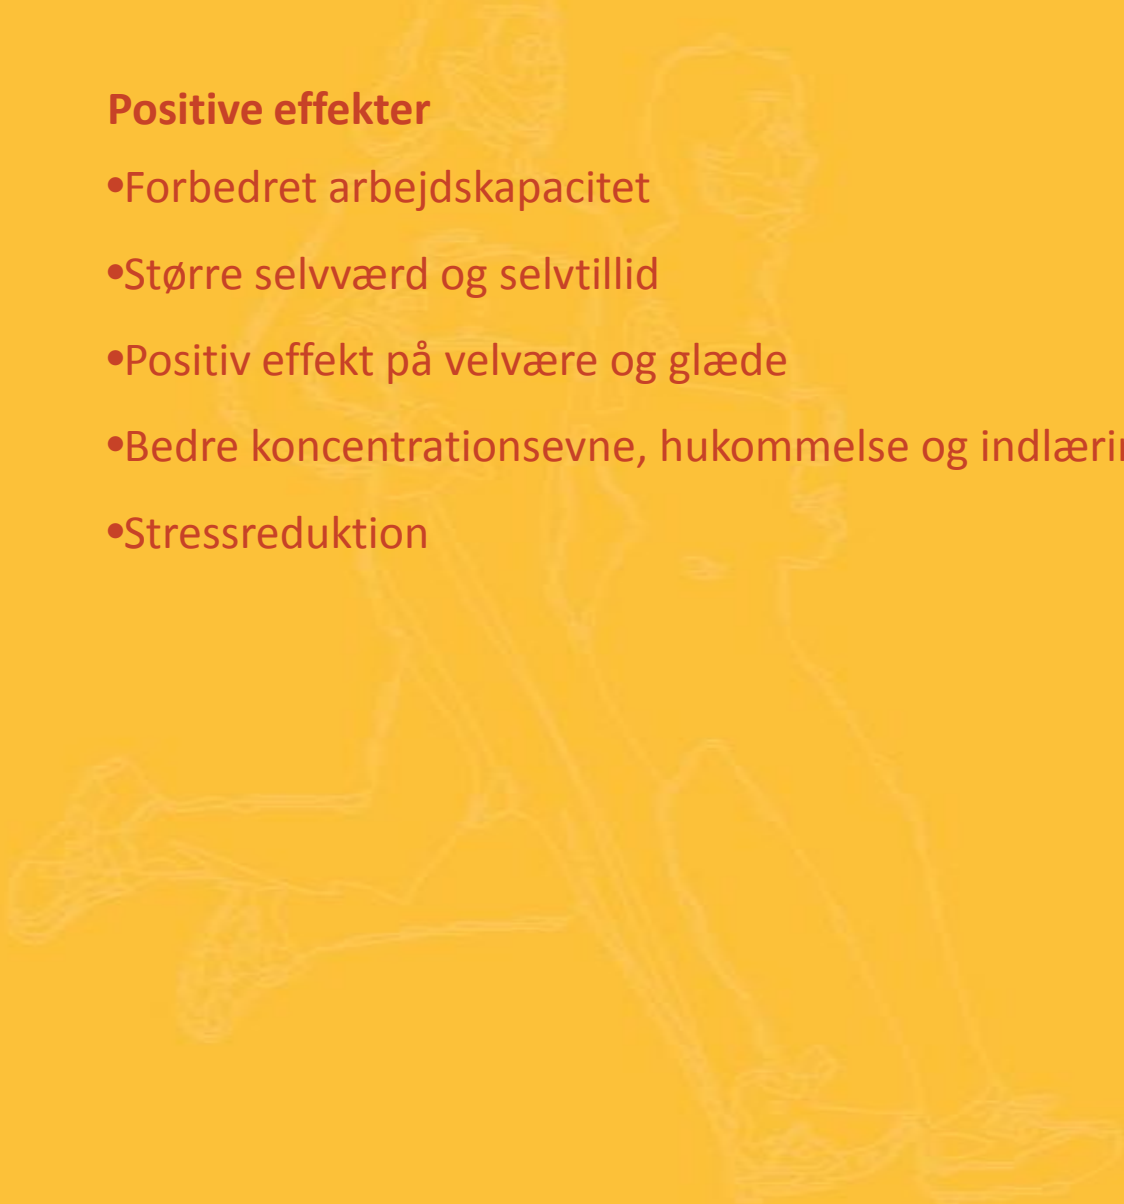 Positive effekter
•Forbedret arbejdskapacitet
•Større selvværd og selvtillid
•Positiv effekt på velvære og glæde
•Bedre koncentrationsevne, hukommelse og
•Stressreduktion